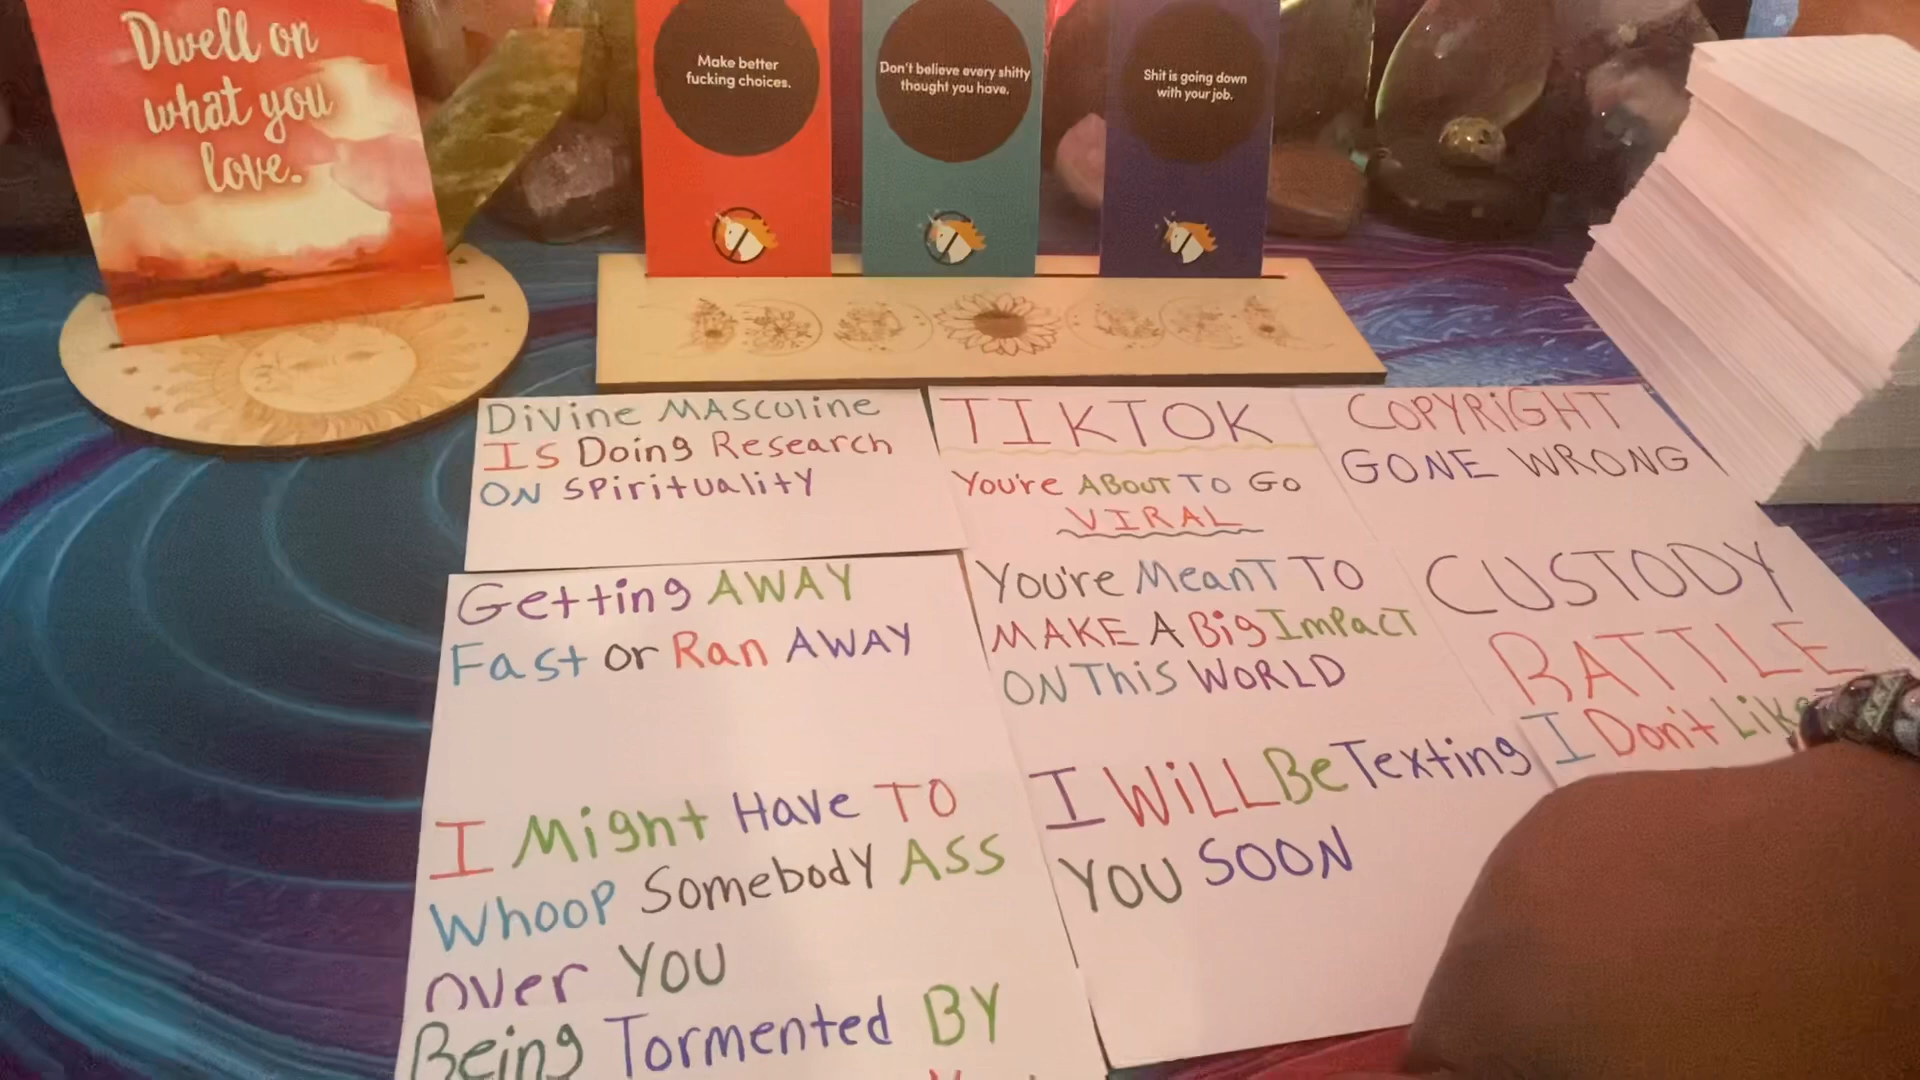 Dwell on
what you
love.
Make better
fucking choices.
Don't believe every shitty
thought you have.
Shit is going down
with your job.
Divine MASculine
IS Doing Research
ON Spirituality
TIKTOK
You're ABOUT TO GO
VIRAL
COPYRiGHT
GONE WRONG
Getting AWAY
Fast or Ran AWAY
You're MeanT TO
MAKE A Big ImpacT
ON This WORLD
CUSTODY
BATTLE
I Might Have TO
Whoop Somebody ASS
over YOU
I WiLL Be Texting
YOU SOON
I Don't Like
Being Tormented BY